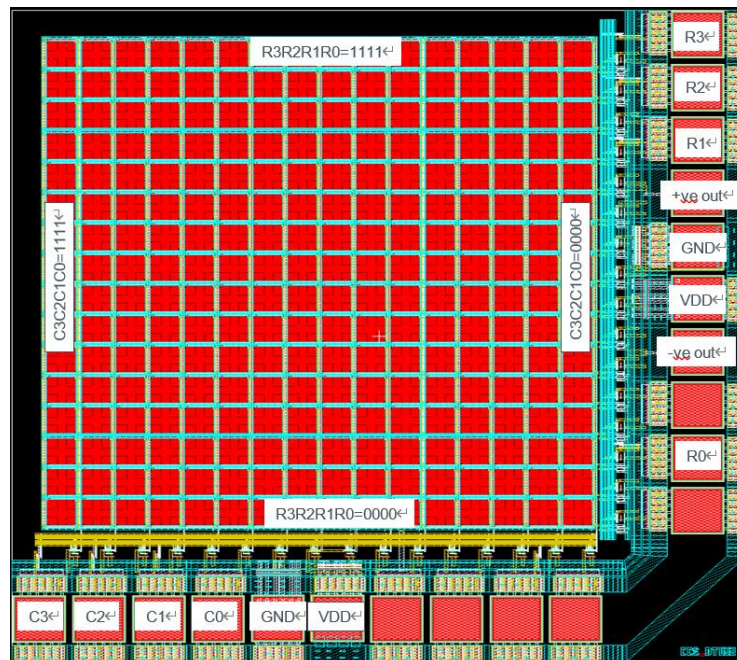 R3R2R1R0=1111↵
R3↵
R2↵
R1↵
+ve out↵
GND↵
VDD↵
-ve out↵
R0↵
C3C2C1C0=1111↵
C3C2C1C0=0000↵
R3R2R1R0=0000↵
C3↵ C2↵ C1↵ C0↵ GND↵ VDD↵